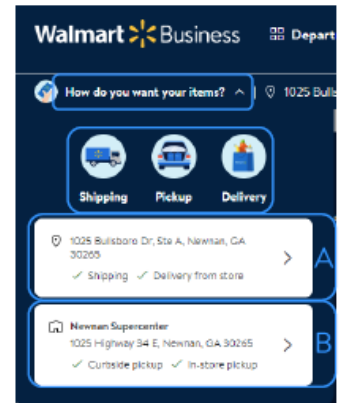 Walmart Business
Depart
How do you want your items?
1025 Bulls
Shipping Pickup Delivery
1025 Bullsboro Dr, Ste A, Newnan, GA
30265
✓ Shipping ✓ Delivery from store
A
Newnan Supercenter
1025 Highway 34 E, Newnan, GA 30265
✓ Curbside pickup ✓ In-store pickup
B